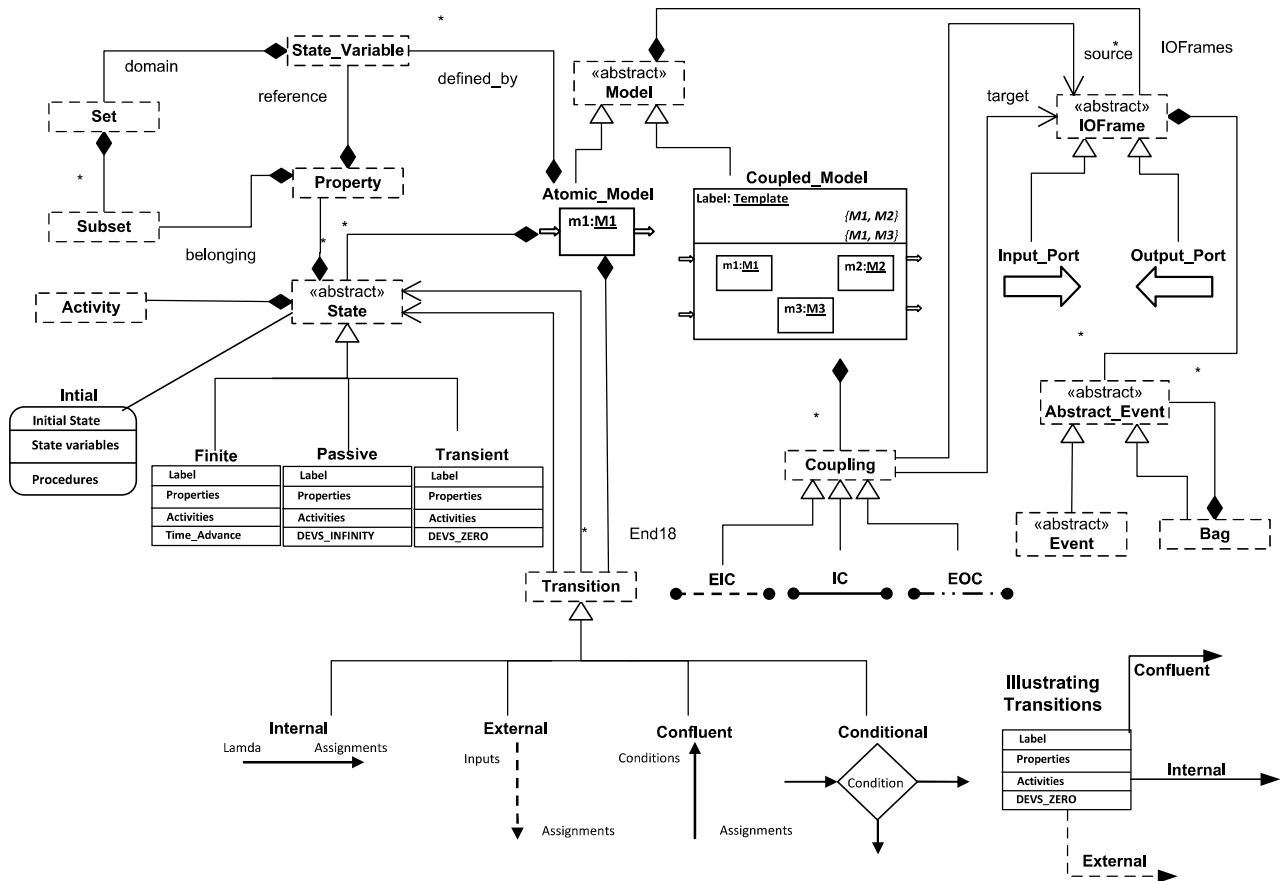 *
State_Variable
domain
defined_by
reference
Set
*
Subset
belonging
Property
*
*
Activity
«abstract»
State
«abstract»
Model
*
source
IOFrames
target
«abstract»
IOFrame
Atomic_Model
m1:M1
Coupled_Model
Label: Template
{M1, M2}
{M1, M3}
m1:M1
m2:M2
m3:M3
Input_Port
Output_Port
*
*
«abstract»
Abstract_Event
«abstract»
Event
Bag
Intial
Initial State
State variables
Procedures
Finite
Label
Properties
Activities
Time_Advance
Passive
Label
Properties
Activities
DEVS_INFINITY
Transient
Label
Properties
Activities
DEVS_ZERO
*
End18
Transition
*
Coupling
EIC
IC
EOC
Internal
Lamda
Assignments
External
Inputs
Assignments
Confluent
Conditions
Assignments
Conditional
Condition
Illustrating
Transitions
Label
Properties
Activities
DEVS_ZERO
Confluent
Internal
External